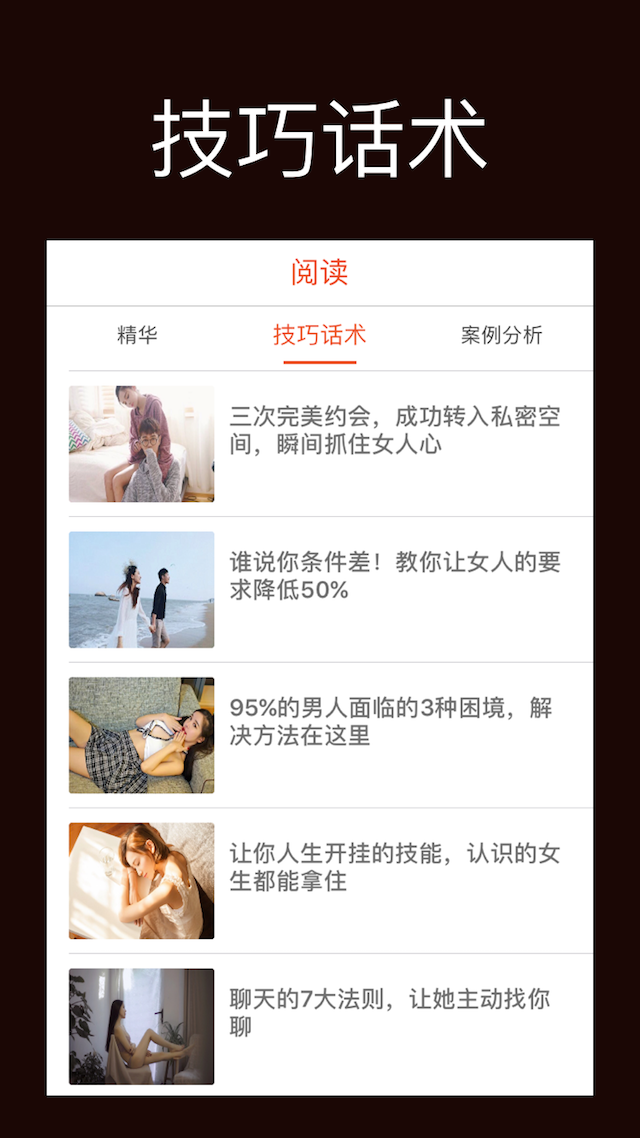 技巧话术
阅读
精华
技巧话术
案例分析
三次完美约会，成功转入私密空
间，瞬间抓住女人心
谁说你条件差！教你让女人的要
求降低50%
95%的男人面临的3种困境，解
决方法在这里
让你人生开挂的技能，认识的女
生都能拿住
聊天的7大法则，让她主动找你
聊